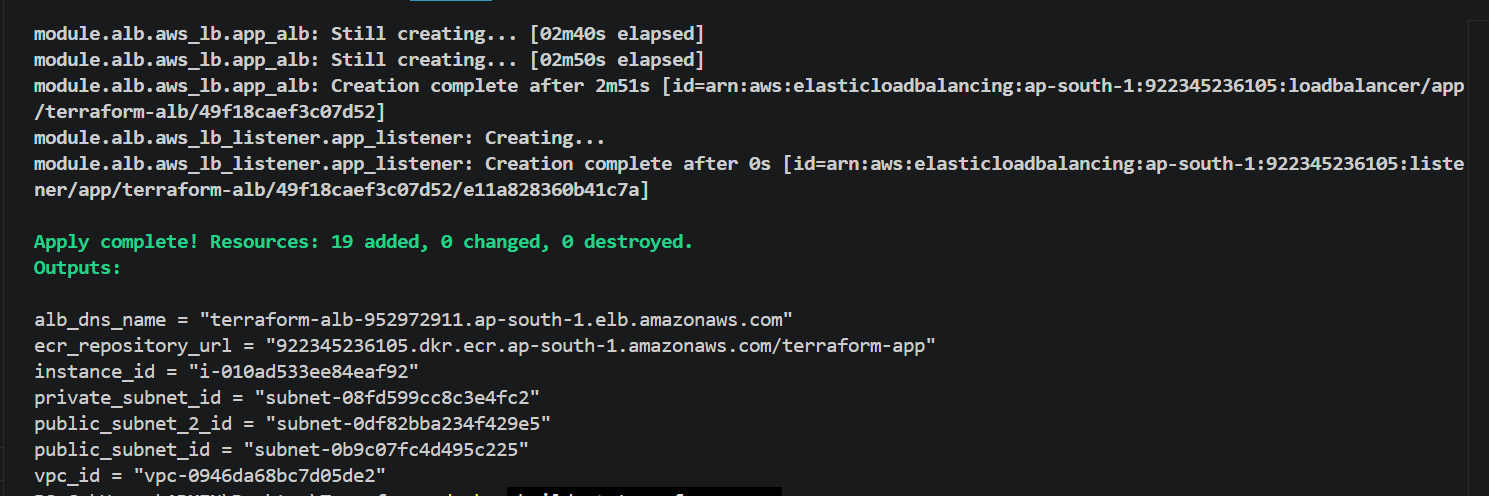 module.alb.aws_lb.app_alb: Still creating... [02m40s elapsed]
module.alb.aws_lb.app_alb: Still creating... [02m50s elapsed]
module.alb.aws_lb.app_alb: Creation complete after 2m51s [id=arn:aws:elasticloadbalancing:ap-south-1:922345236105:loadbalancer/app
/terraform-alb/49f18caef3c07d52]
module.alb.aws_lb_listener.app_listener: Creating...
module.alb.aws_lb_listener.app_listener: Creation complete after 0s [id=arn:aws:elasticloadbalancing:ap-south-1:922345236105:liste
ner/app/terraform-alb/49f18caef3c07d52/e11a828360b41c7a]
Apply complete! Resources: 19 added, 0 changed, 0 destroyed.
Outputs:
alb_dns_name = "terraform-alb-952972911.ap-south-1.elb.amazonaws.com"
ecr_repository_url = "922345236105.dkr.ecr.ap-south-1.amazonaws.com/terraform-app"
instance_id = "i-010ad533ee84eaf92"
private_subnet_id = "subnet-08fd599cc8c3e4fc2"
public_subnet_2_id = "subnet-0df82bba234f429e5"
public_subnet_id = "subnet-0b9c07fc4d495c225"
vpc_id = "vpc-0946da68bc7d05de2"